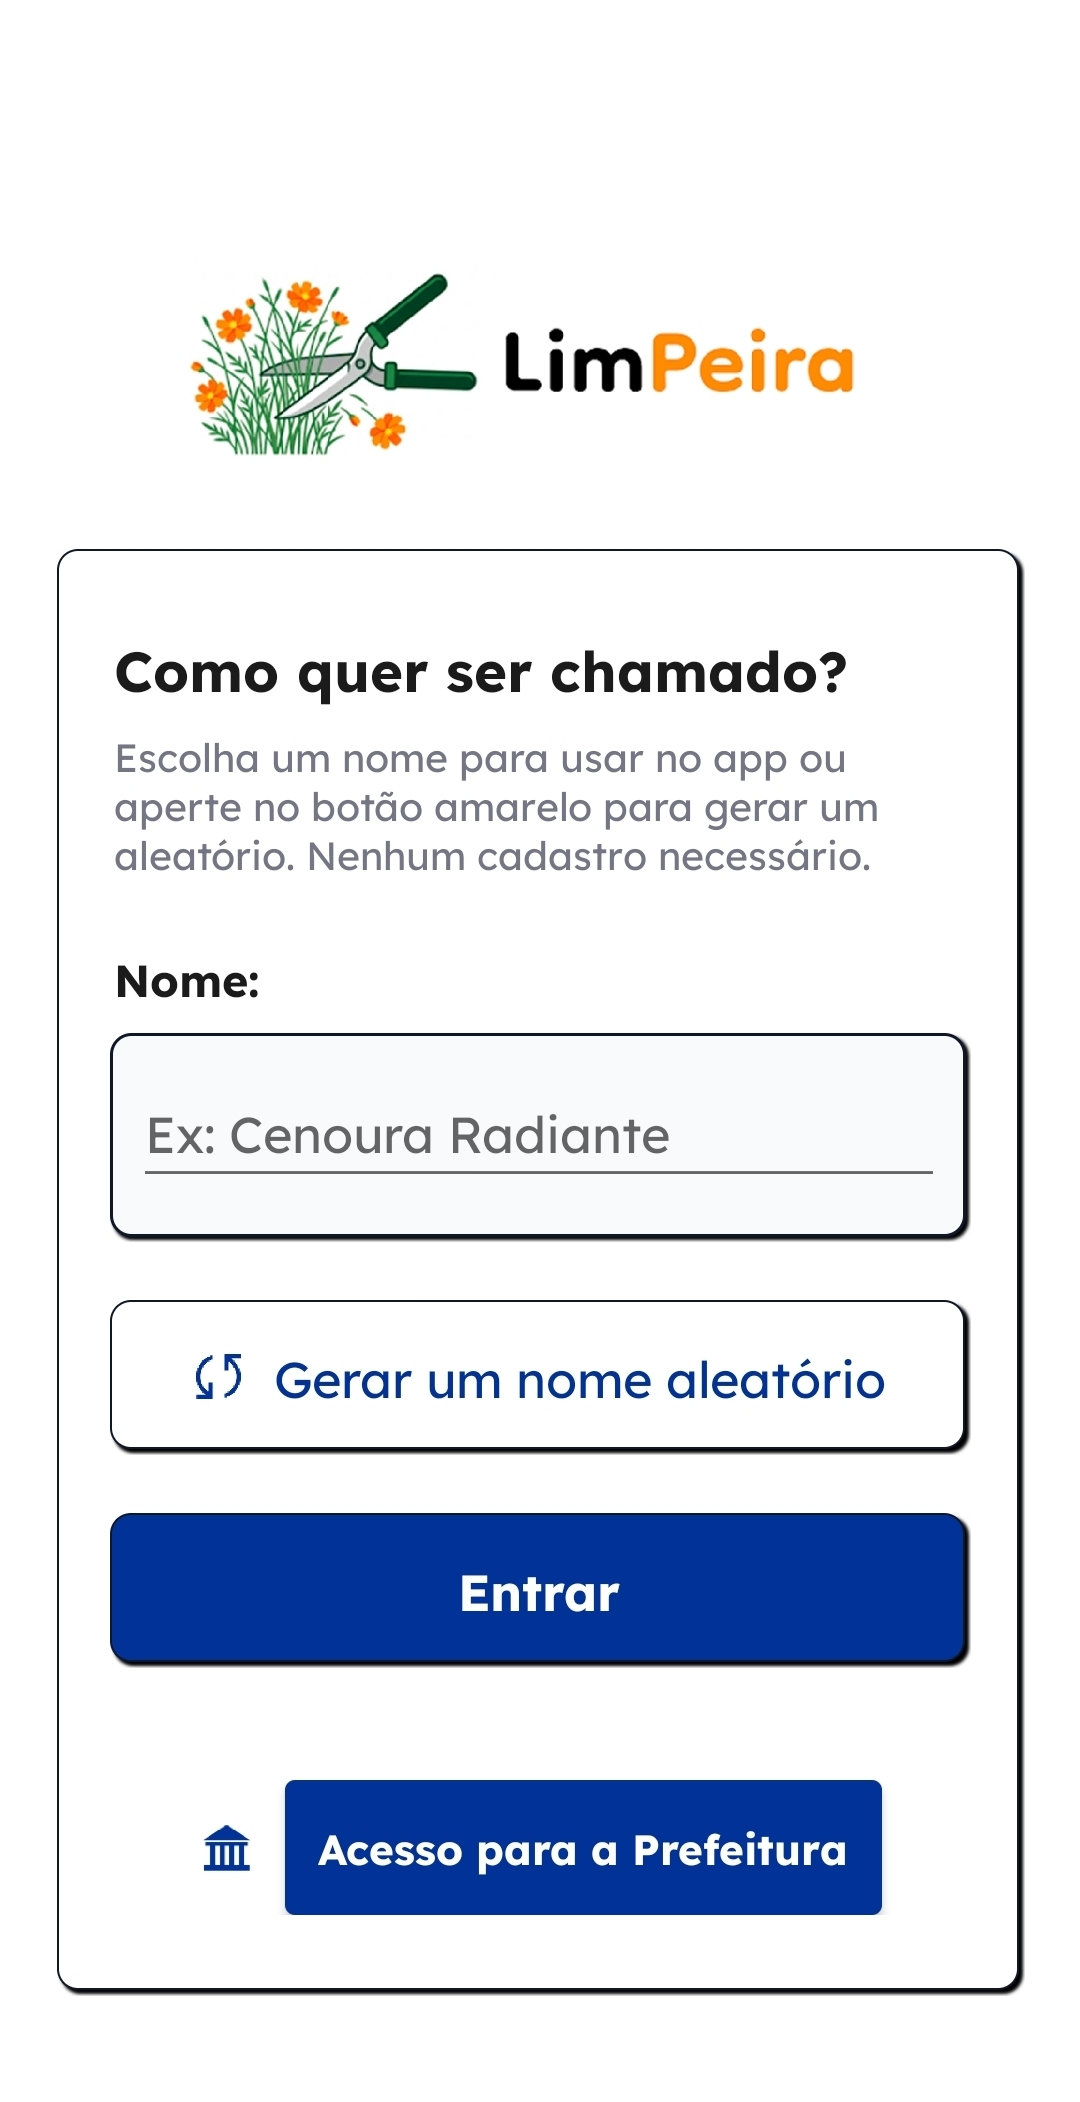 LimPeira
Como quer ser chamado?
Escolha um nome para usar no app ou
aperte no botão amarelo para gerar um
aleatório. Nenhum cadastro necessário.
Nome:
Ex: Cenoura Radiante
Gerar um nome aleatório
Entrar
Acesso para a Prefeitura